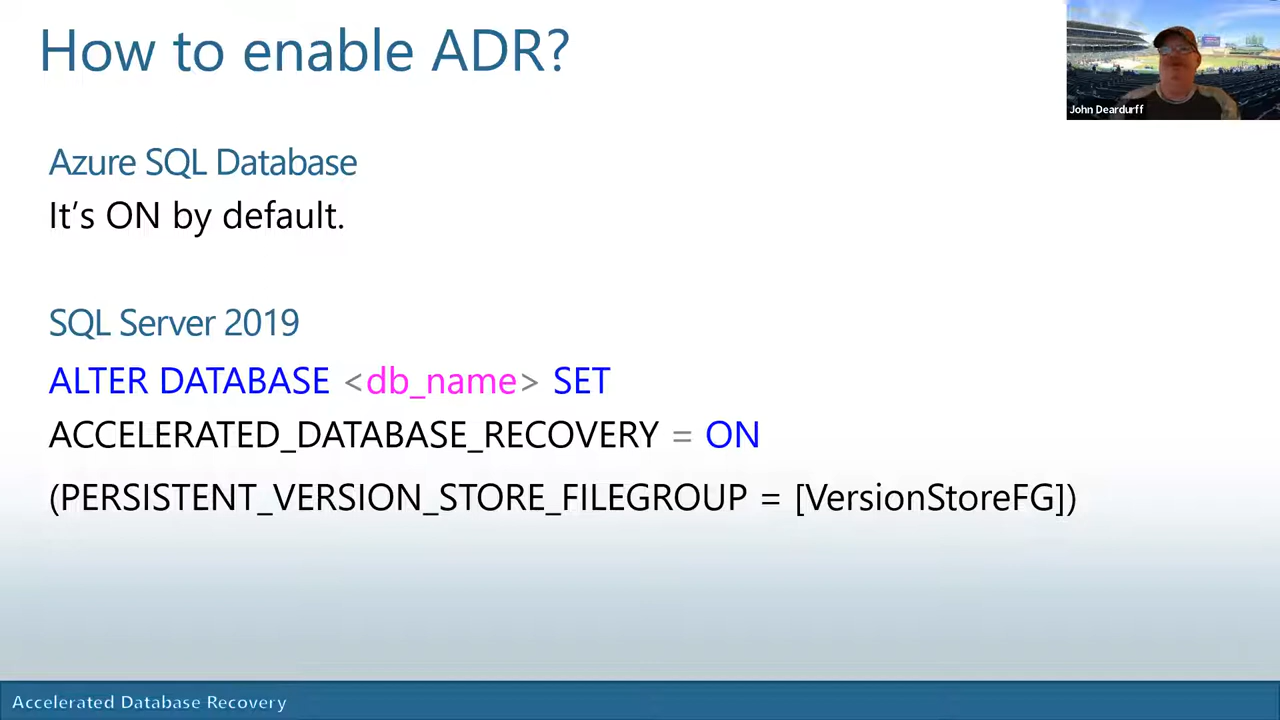 How to enable ADR?
John Deardurff
Azure SQL Database
It's ON by default.
SQL Server 2019
ALTER DATABASE <db_name> SET
ACCELERATED_DATABASE_RECOVERY = ON
(PERSISTENT_VERSION_STORE_FILEGROUP = [VersionStoreFG])
Accelerated Database Recovery